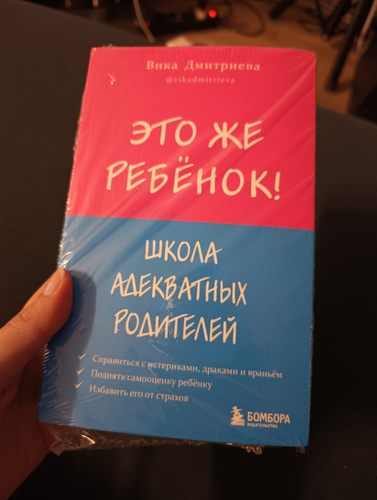 Вика Дмитриева
@vikadmitrieva
ЭТО ЖЕ
РЕБЁНОК!
ШКОЛА
АДЕКВАТНЫХ
РОДИТЕЛЕЙ
✓ Справиться с истериками, драками и враньём
✓ Поднять самооценку ребёнку
✓ Избавить его от страхов
БОМБОРА
ИЗДАТЕЛЬСТВО